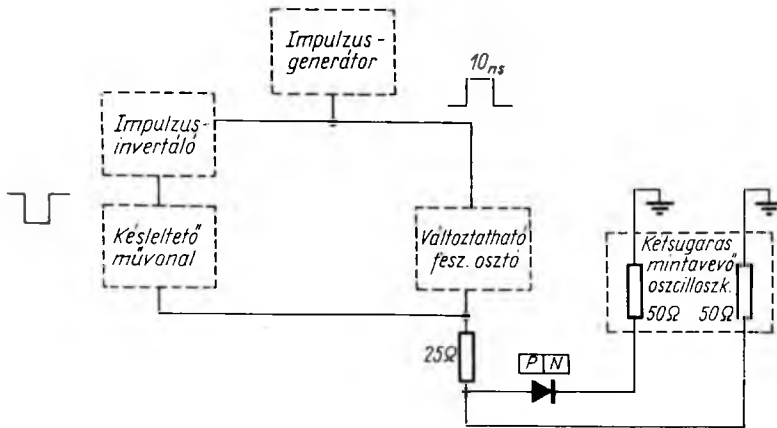 Impulzus-
generátor
10ns
Impulzus-
invertáló
Késleltető
művonal
Változtatható
fesz. osztó
Kétsugaras
mintavevő
oszcilloszk.
50Ω 50Ω
25Ω
P N